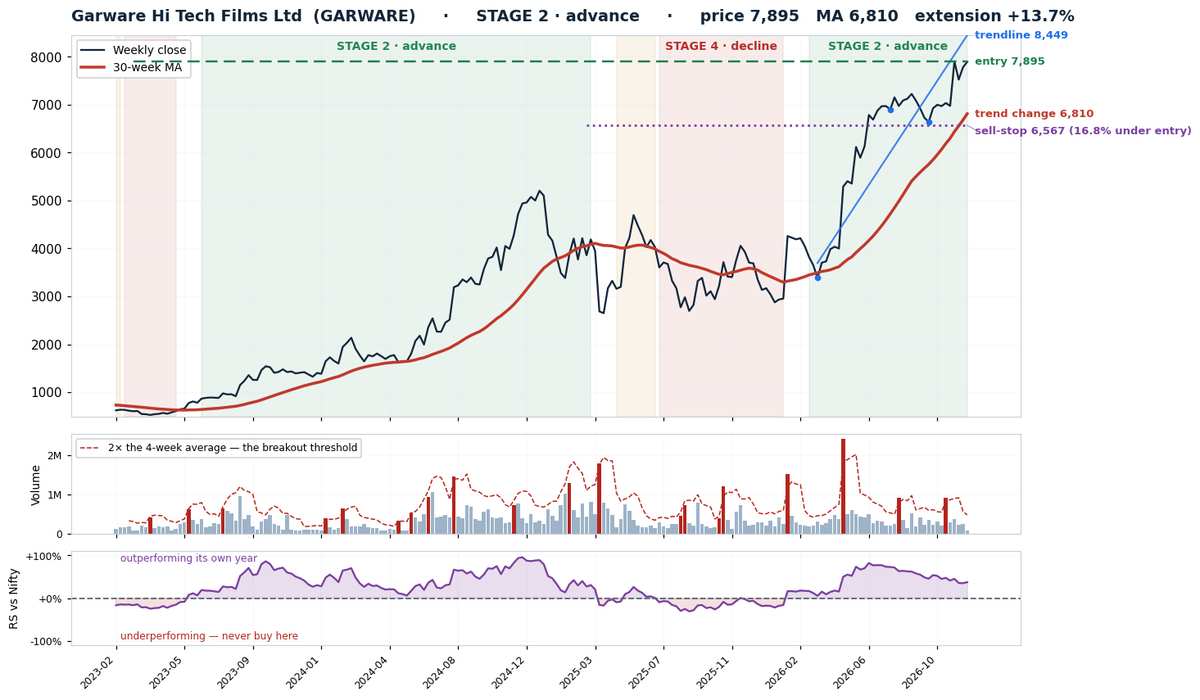 Garware Hi Tech Films Ltd (GARWARE) · STAGE 2 · advance · price 7,895 MA 6,810 extension +13.7%
Weekly close
30-week MA
STAGE 2 · advance
STAGE 4 · decline
STAGE 2 · advance
trendline 8,449
entry 7,895
trend change 6,810
sell-stop 6,567 (16.8% under entry)
8000
7000
6000
5000
4000
3000
2000
1000
2× the 4-week average — the breakout threshold
Volume
2M
1M
0
RS vs Nifty
+100%
+0%
-100%
outperforming its own year
underperforming — never buy here
2023-02
2023-05
2023-09
2024-01
2024-04
2024-08
2024-12
2025-03
2025-07
2025-11
2026-02
2026-06
2026-10